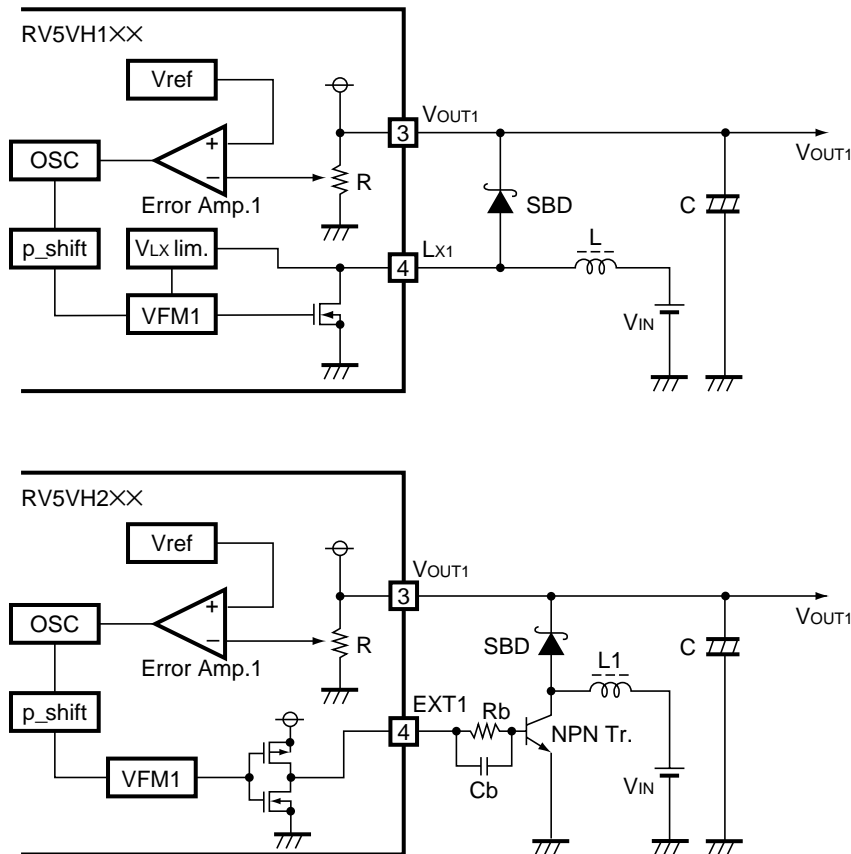 RV5VH1××
Vref
VOUT1
3
VOUT1
+
OSC
−
R
SBD
C
Error Amp.1
p_shift
VLX lim.
LX1
4
L
VFM1
VIN
RV5VH2××
Vref
VOUT1
3
VOUT1
+
OSC
−
R
SBD
C
Error Amp.1
L1
p_shift
EXT1
4
Rb
NPN Tr.
VFM1
Cb
VIN